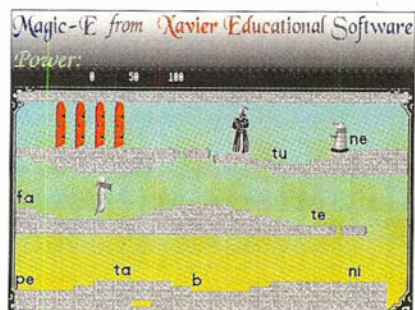 Magic-E from Xavier Educational Software
Power:
0 50 100
ne
tu
fa
te
ta
ni
pe
b